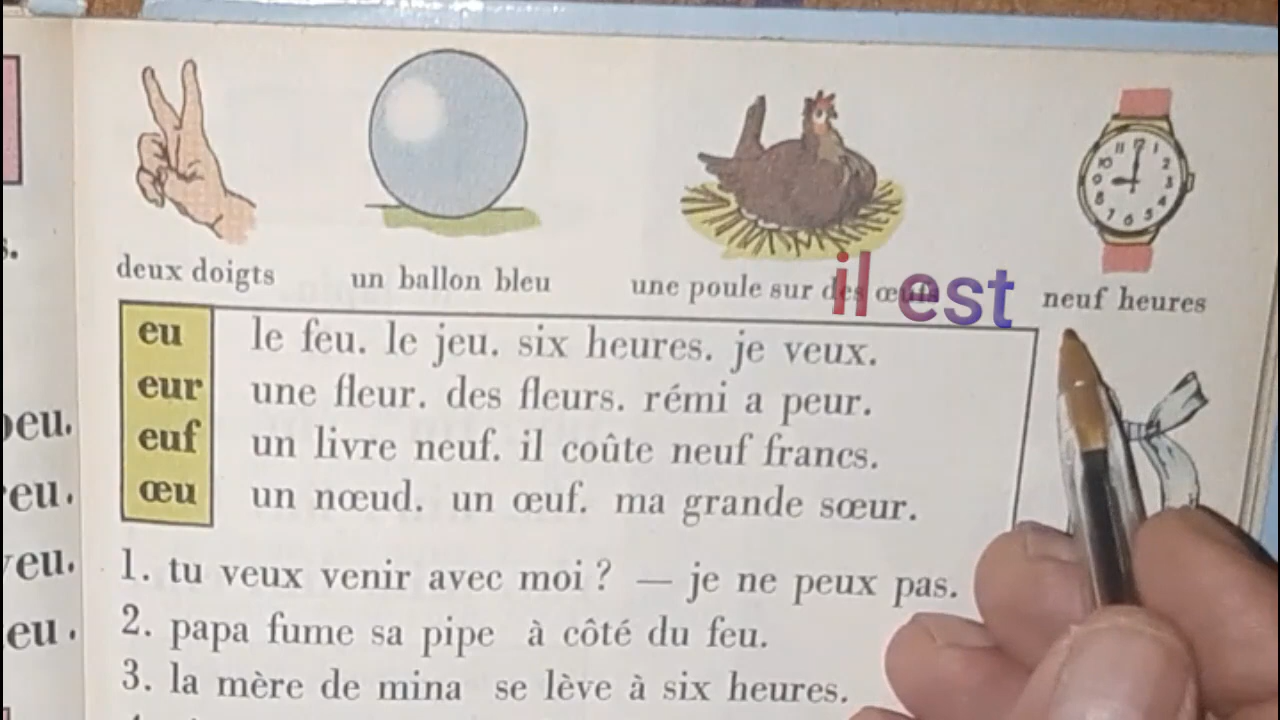 deux doigts
un ballon bleu
une poule sur des œufs
il est
neuf heures
eu le feu. le jeu. six heures. je veux.
eur une fleur. des fleurs. rémi a peur.
euf un livre neuf. il coûte neuf francs.
œu un nœud. un œuf. ma grande sœur.
1. tu veux venir avec moi ? — je ne peux pas.
2. papa fume sa pipe à côté du feu.
3. la mère de mina se lève à six heures.